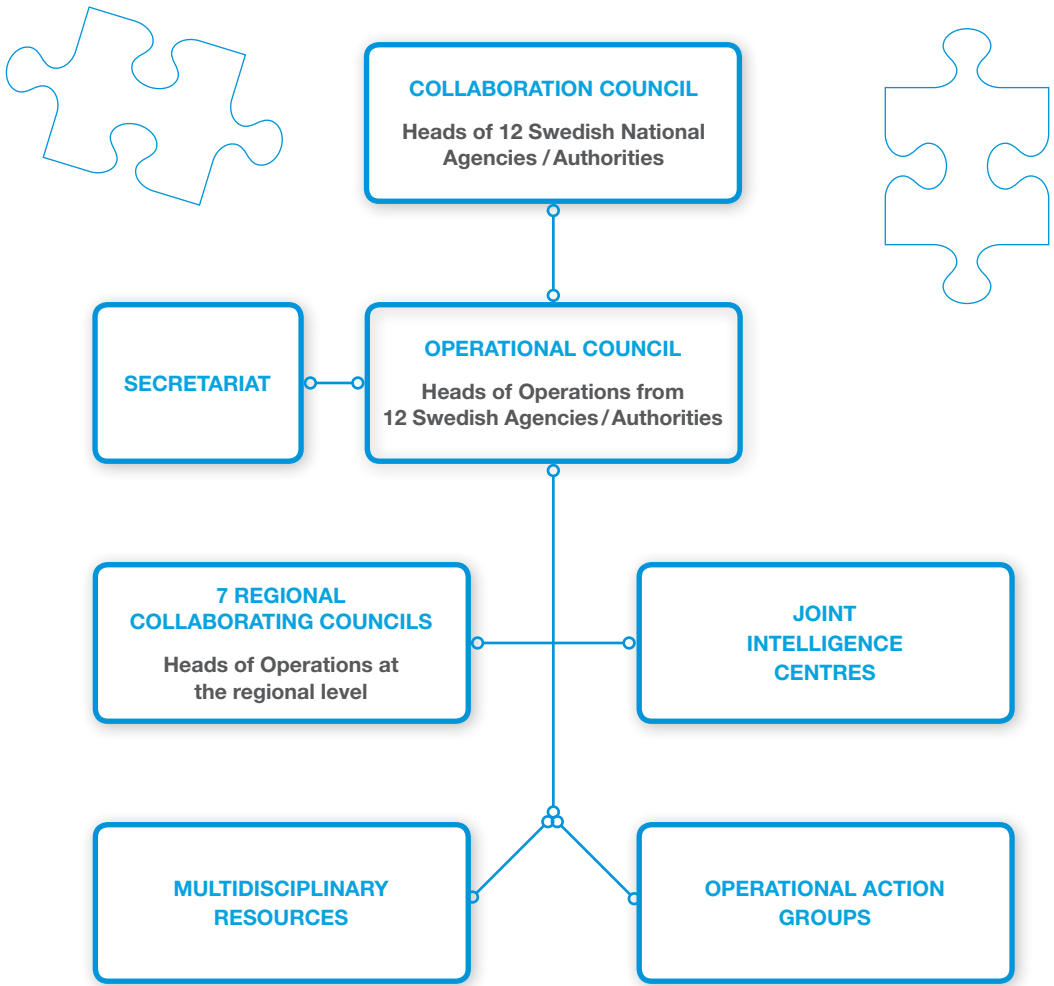 COLLABORATION COUNCIL
Heads of 12 Swedish National
Agencies / Authorities
SECRETARIAT
OPERATIONAL COUNCIL
Heads of Operations from
12 Swedish Agencies / Authorities
7 REGIONAL
COLLABORATING COUNCILS
Heads of Operations at
the regional level
JOINT
INTELLIGENCE
CENTRES
MULTIDISCIPLINARY
RESOURCES
OPERATIONAL ACTION
GROUPS